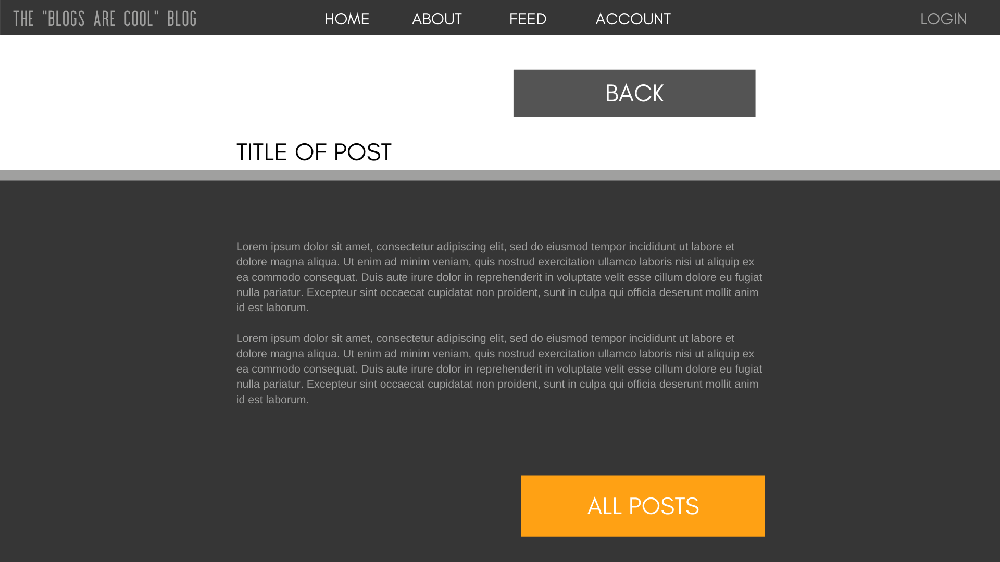 THE "BLOGS ARE COOL" BLOG HOME ABOUT FEED ACCOUNT LOGIN
BACK
TITLE OF POST
Lorem ipsum dolor sit amet, consectetur adipiscing elit, sed do eiusmod tempor incididunt ut labore et
dolore magna aliqua. Ut enim ad minim veniam, quis nostrud exercitation ullamco laboris nisi ut aliquip ex
ea commodo consequat. Duis aute irure dolor in reprehenderit in voluptate velit esse cillum dolore eu fugiat
nulla pariatur. Excepteur sint occaecat cupidatat non proident, sunt in culpa qui officia deserunt mollit anim
id est laborum.
Lorem ipsum dolor sit amet, consectetur adipiscing elit, sed do eiusmod tempor incididunt ut labore et
dolore magna aliqua. Ut enim ad minim veniam, quis nostrud exercitation ullamco laboris nisi ut aliquip ex
ea commodo consequat. Duis aute irure dolor in reprehenderit in voluptate velit esse cillum dolore eu fugiat
nulla pariatur. Excepteur sint occaecat cupidatat non proident, sunt in culpa qui officia deserunt mollit anim
id est laborum.
ALL POSTS